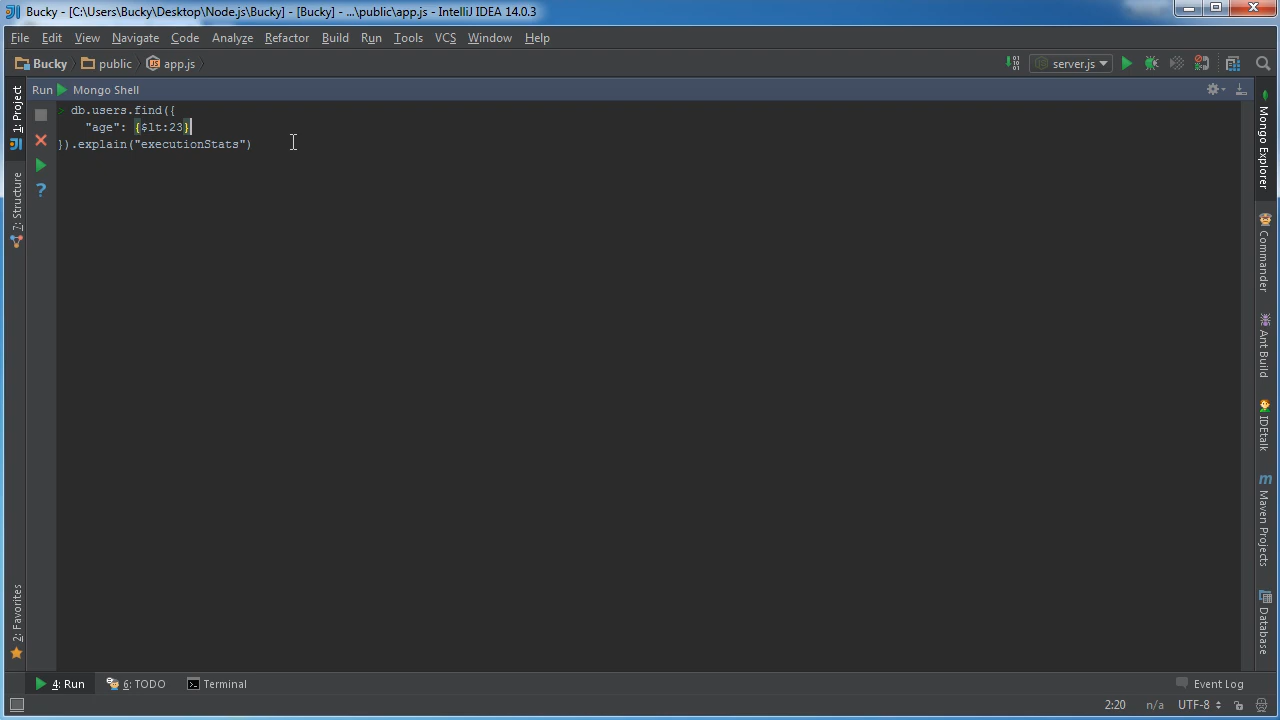 Bucky - [C:\Users\Bucky\Desktop\Node.js\Bucky] - [Bucky] - ...\public\app.js - IntelliJ IDEA 14.0.3
File Edit View Navigate Code Analyze Refactor Build Run Tools VCS Window Help
Bucky public app.js server.js
Run Mongo Shell
> db.users.find({
"age": {$lt:23}
}).explain("executionStats")
1: Project
7: Structure
2: Favorites
Mongo Explorer
Commander
Ant Build
IDEtalk
Maven Projects
Database
4: Run 6: TODO Terminal Event Log
2:20 n/a UTF-8